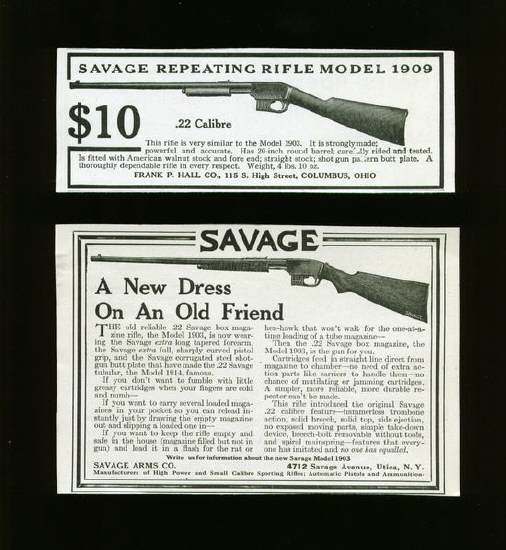 SAVAGE REPEATING RIFLE MODEL 1909
$10
.22 Calibre
This rifle is very similar to the Model 1903. It is strongly made;
powerful and accurate. Has 26-inch round barrel carefully rifled and tested.
Is fitted with American walnut stock and fore end; straight stock; shot gun pattern butt plate. A
thoroughly dependable rifle in every respect. Weight, 4 lbs. 10 oz.
FRANK P. HALL CO., 115 S. High Street, COLUMBUS, OHIO
SAVAGE
A New Dress
On An Old Friend
THE old reliable .22 Savage box maga-
zine rifle, the Model 1903, is now wear-
ing the Savage extra long tapered forearm,
the Savage extra full, sharply curved pistol
grip, and the Savage corrugated steel shot-
gun butt plate that have made the .22 Savage
tubular, the Model 1914, famous.
If you don't want to fumble with little
greasy cartridges when your fingers are cold
and numb—
If you want to carry several loaded maga-
zines in your pocket so you can reload in-
stantly just by drawing the empty magazine
out and slipping a loaded one in—
If you want to keep the rifle empty and
safe in the house (magazine filled but not in
gun) and load it in a flash for the rat or
hen-hawk that won't wait for the one-at-a-
time loading of a tube magazine—
Then the .22 Savage box magazine, the
Model 1903, is the gun for you.
Cartridges feed in straight line direct from
magazine to chamber—no need of extra ac-
tion parts like carrier to handle them—no
chance of mutilating or jamming cartridges.
A simpler, more reliable, more durable re-
peater can't be made.
This rifle introduced the original Savage
.22 calibre feature—hammerless trombone
action, solid breech, solid top, side ejection,
no exposed moving parts, simple take-down
device, breech-bolt removable without tools,
and spiral mainspring—features that every-
one has imitated and no one has equalled.
Write us for information about the new Savage Model 1903
SAVAGE ARMS CO. 4712 Savage Avenue, Utica, N. Y.
Manufacturers of High Power and Small Calibre Sporting Rifles; Automatic Pistols and Ammunition.